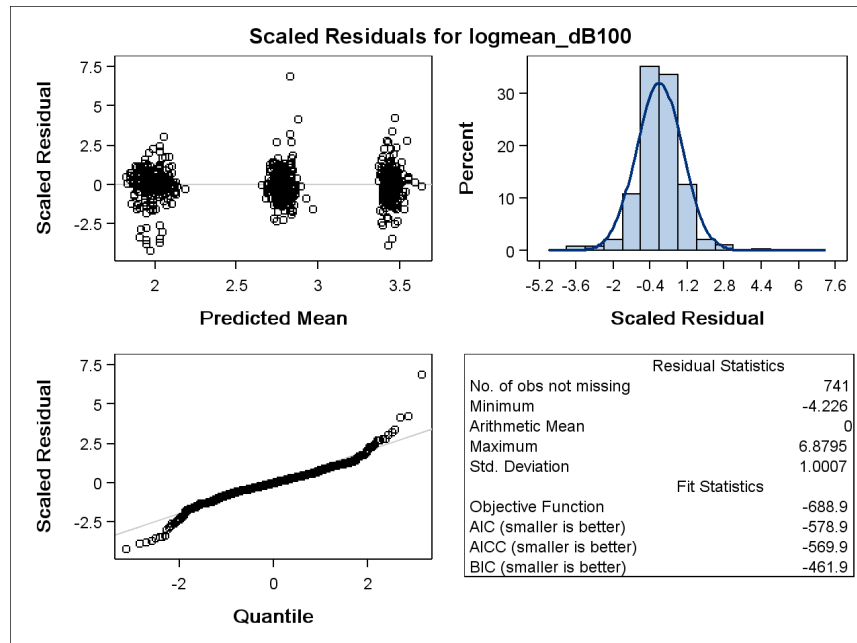 Scaled Residuals for logmean_dB100
Scaled Residual
7.5
5
2.5
0
-2.5
2
2.5
3
3.5
Predicted Mean
Percent
30
20
10
0
-5.2 -3.6 -2 -0.4 1.2 2.8 4.4 6 7.6
Scaled Residual
Scaled Residual
7.5
5
2.5
0
-2.5
-2
0
2
Quantile
Residual Statistics
No. of obs not missing 741
Minimum -4.226
Arithmetic Mean 0
Maximum 6.8795
Std. Deviation 1.0007
Fit Statistics
Objective Function -688.9
AIC (smaller is better) -578.9
AICC (smaller is better) -569.9
BIC (smaller is better) -461.9